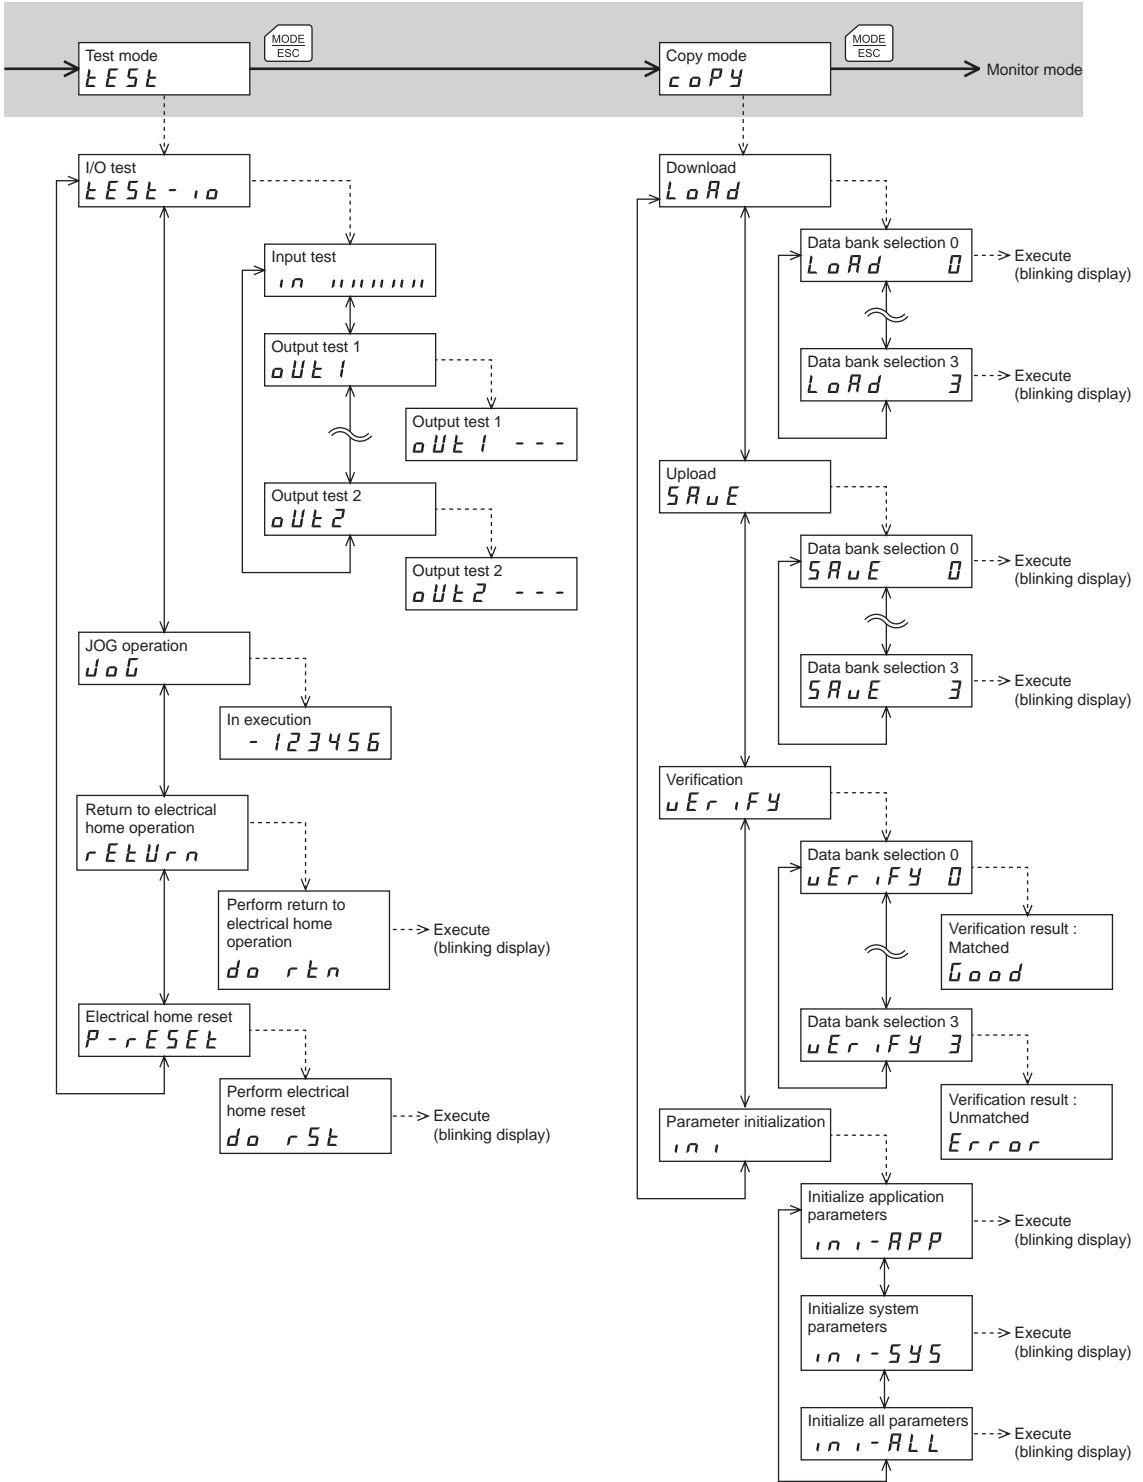 Test mode
tESt
MODE
ESC
Copy mode
coPY
MODE
ESC
Monitor mode
I/O test
tESt-io
Input test
in
Output test 1
oUt1
Output test 1
oUt1 ---
Output test 2
oUt2
Output test 2
oUt2 ---
JOG operation
JoG
In execution
-123456
Return to electrical
home operation
rEtUrn
Perform return to
electrical home
operation
do rtn
Execute
(blinking display)
Electrical home reset
P-rESEt
Perform electrical
home reset
do rSt
Execute
(blinking display)
Download
LoAd
Data bank selection 0
LoAd 0
Execute
(blinking display)
Data bank selection 3
LoAd 3
Execute
(blinking display)
Upload
SAvE
Data bank selection 0
SAvE 0
Execute
(blinking display)
Data bank selection 3
SAvE 3
Execute
(blinking display)
Verification
vEriFY
Data bank selection 0
vEriFY 0
Verification result :
Matched
Good
Data bank selection 3
vEriFY 3
Verification result :
Unmatched
Error
Parameter initialization
ini
Initialize application
parameters
ini-APP
Execute
(blinking display)
Initialize system
parameters
ini-SYS
Execute
(blinking display)
Initialize all parameters
ini-ALL
Execute
(blinking display)